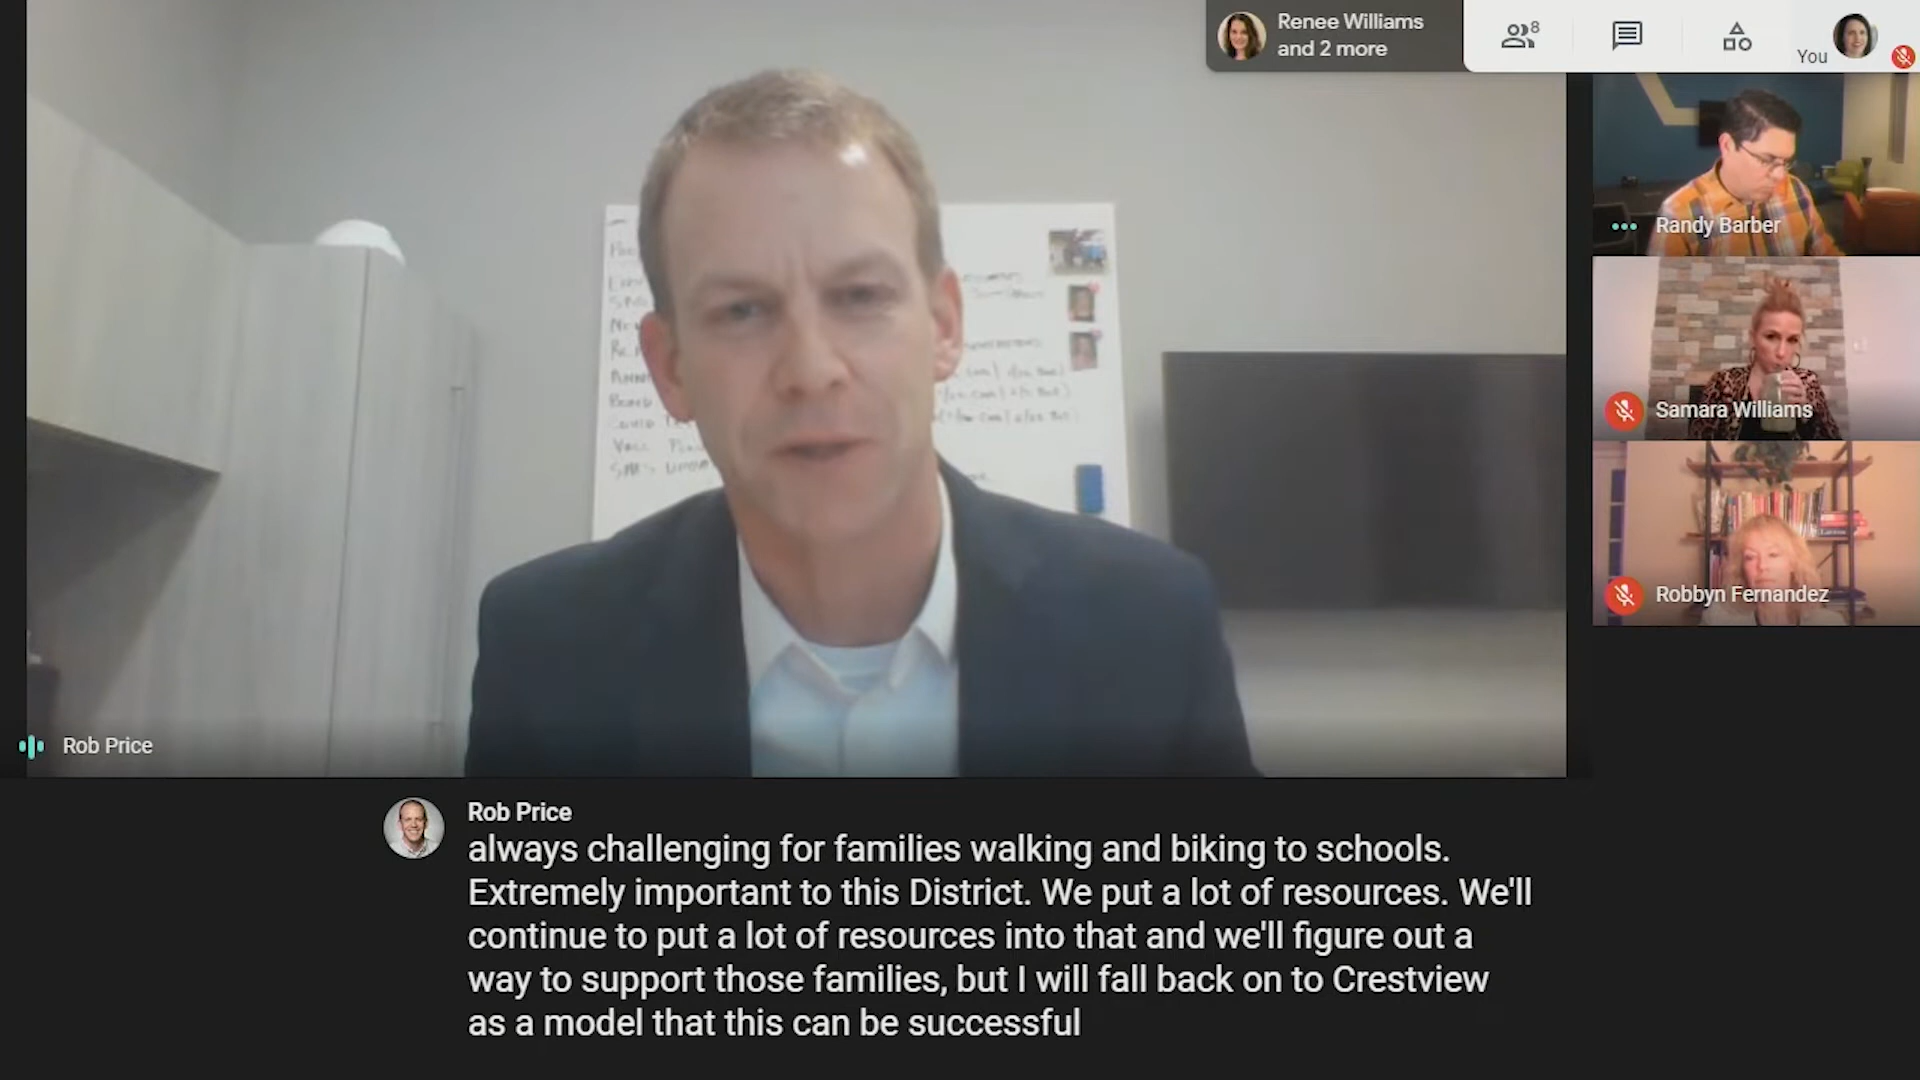 Renee Williams
and 2 more
8
You
Randy Barber
Samara Williams
Robbyn Fernandez
Rob Price
Rob Price
always challenging for families walking and biking to schools.
Extremely important to this District. We put a lot of resources. We'll
continue to put a lot of resources into that and we'll figure out a
way to support those families, but I will fall back on to Crestview
as a model that this can be successful